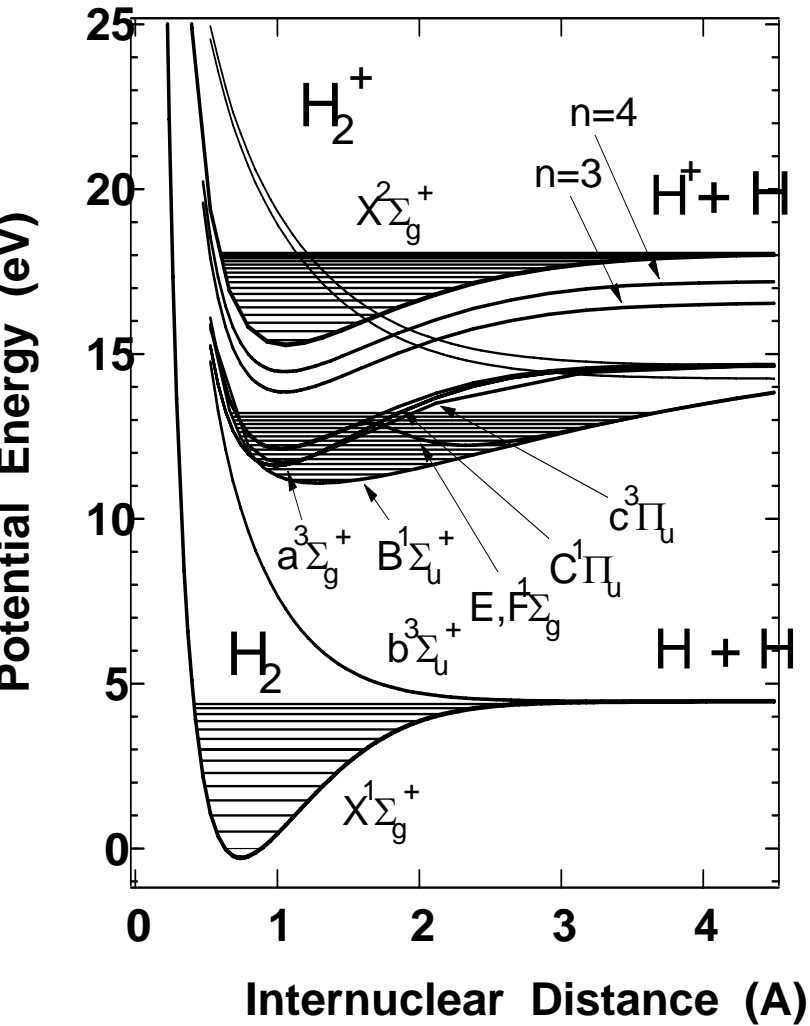 Potential Energy (eV)
25
20
15
10
5
0
H₂⁺
n=4
n=3
H⁺+ H
X²Σg⁺
a³Σg⁺
B¹Σu⁺
E,F¹Σg
C¹Πu
c³Πu
b³Σu⁺
H₂
H + H
X¹Σg⁺
0 1 2 3 4
Internuclear Distance (A)